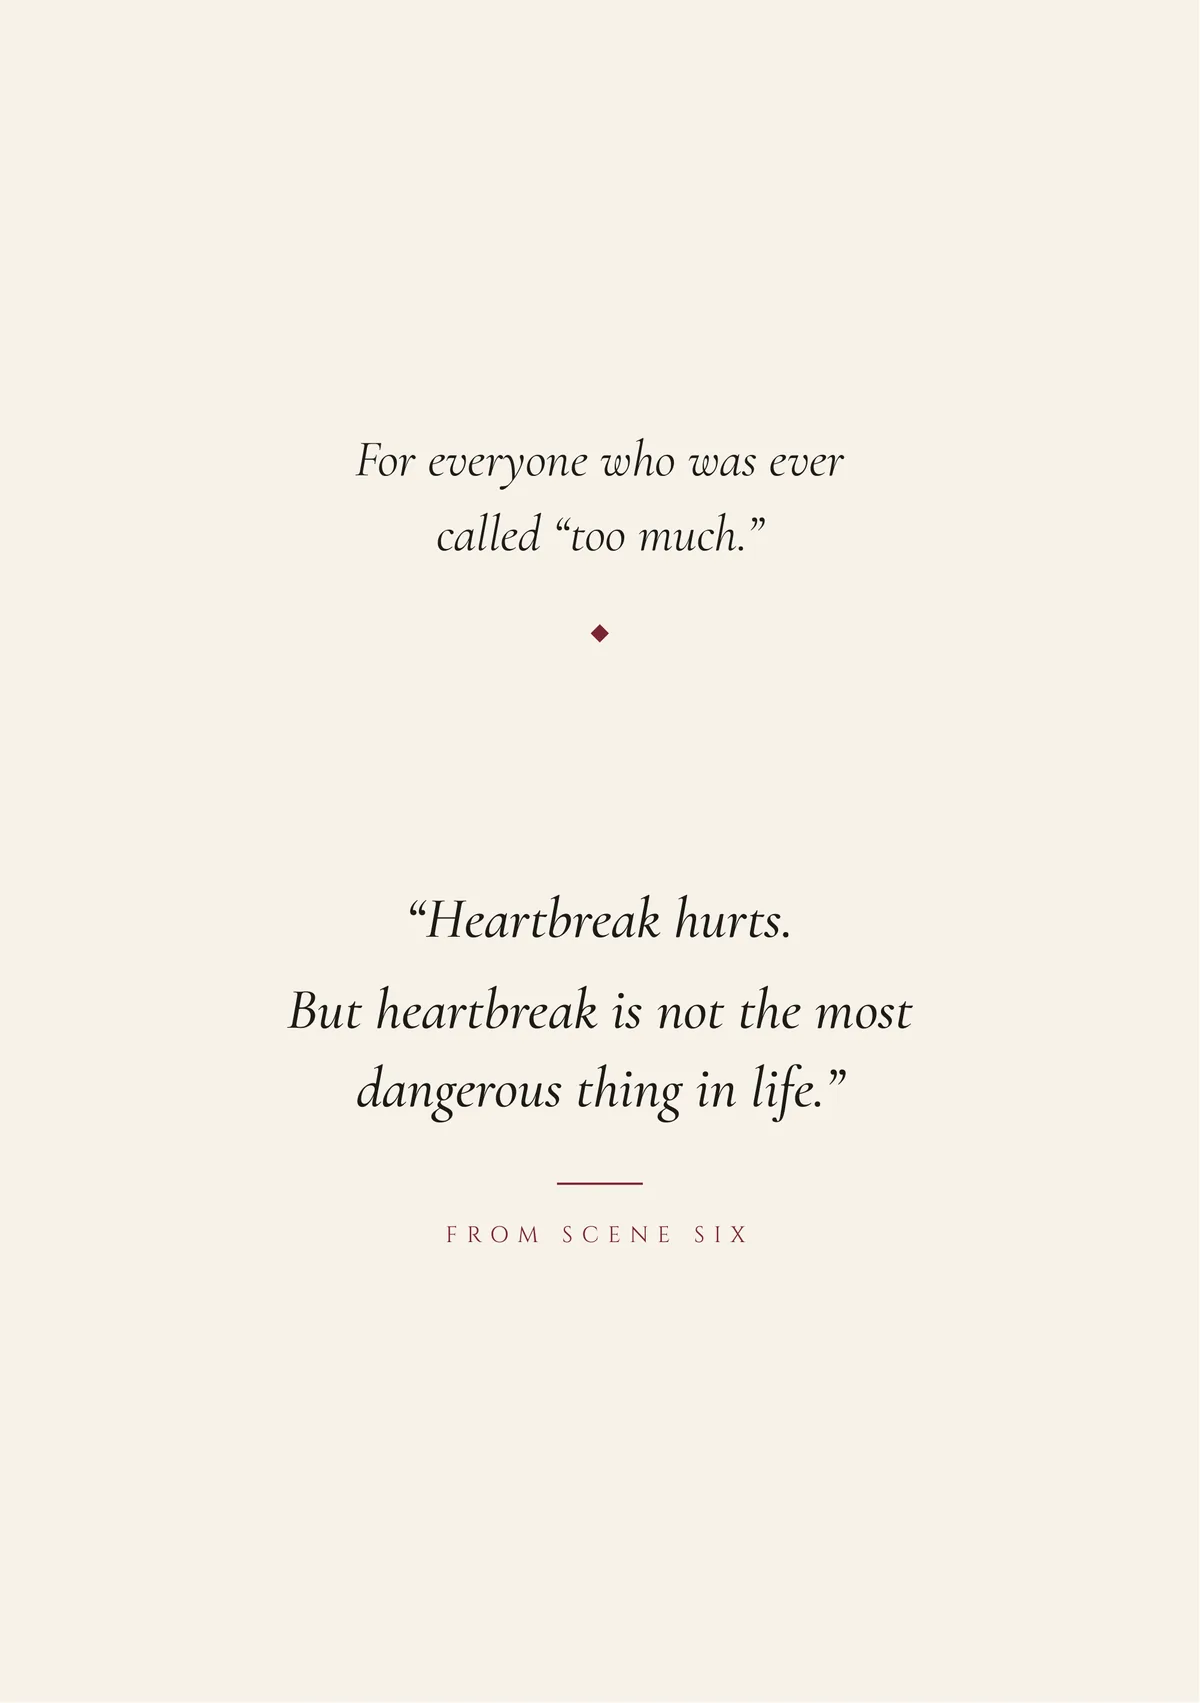 For everyone who was ever
called “too much.”
“Heartbreak hurts.
But heartbreak is not the most
dangerous thing in life.”
FROM SCENE SIX